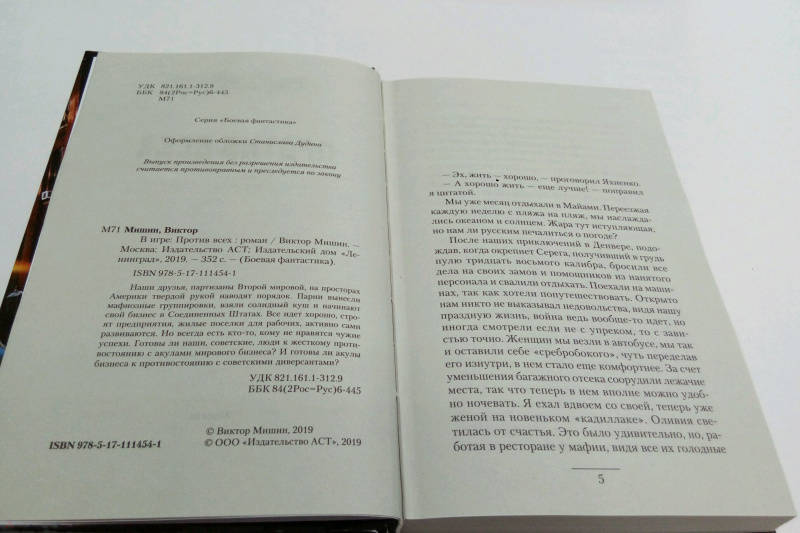 УДК 821.161.1-312.9
ББК 84(2Рос=Рус)6-445
М71
Серия «Боевая фантастика»
Оформление обложки Станислава Дудина
Выпуск произведения без разрешения издательства
считается противоправным и преследуется по закону
М71 Мишин, Виктор
В игре: Против всех : роман / Виктор Мишин. —
Москва: Издательство АСТ; Издательский дом «Ле-
нинград», 2019. — 352 с. — (Боевая фантастика).
ISBN 978-5-17-111454-1
Наши друзья, партизаны Второй мировой, на просторах
Америки твердой рукой наводят порядок. Парни вынесли
мафиозные группировки, взяли солидный куш и начинают
свой бизнес в Соединенных Штатах. Все идет хорошо, стро-
ят предприятия, жилые поселки для рабочих, активно сами
развиваются. Но всегда есть кто-то, кому не нравятся чужие
успехи. Готовы ли наши, советские, люди к жесткому проти-
востоянию с акулами мирового бизнеса? И готовы ли акулы
бизнеса к противостоянию с советскими диверсантами?
УДК 821.161.1-312.9
ББК 84(2Рос=Рус)6-445
© Виктор Мишин, 2019
ISBN 978-5-17-111454-1
© ООО «Издательство АСТ», 2019
— Эх, жить — хорошо, — проговорил Яхненко.
— А хорошо жить — еще лучше! — поправил
я цитатой.
Мы уже месяц отдыхали в Майами. Переезжая
каждую неделю с пляжа на пляж, мы наслажда-
лись океаном и солнцем. Жара тут иступляющая,
но нам ли русским печалиться о погоде?
После наших приключений в Денвере, подо-
ждав, когда окрепнет Серега, получивший в грудь
пулю тридцать восьмого калибра, бросили все
дела на своих замов и помощников из нанятого
персонала и свалили отдыхать. Поехали на маши-
нах, так как хотели попутешествовать. Открыто
нам никто не выказывал недовольства, видя нашу
праздную жизнь, война ведь вообще-то идет, но
иногда смотрели если не с упреком, то с зави-
стью точно. Женщин мы везли в автобусе, мы так
и оставили себе «сребробокого», чуть переделав
его изнутри, в нем стало еще комфортнее. За счет
уменьшения багажного отсека соорудили лежачие
места, так что теперь в нем вполне можно удоб-
но ночевать. Я ехал вдвоем со своей, теперь уже
женой на новеньком «кадиллаке». Оливия све-
тилась от счастья. Это было удивительно, но, ра-
ботая в ресторане у мафии, видя все их голодные
5